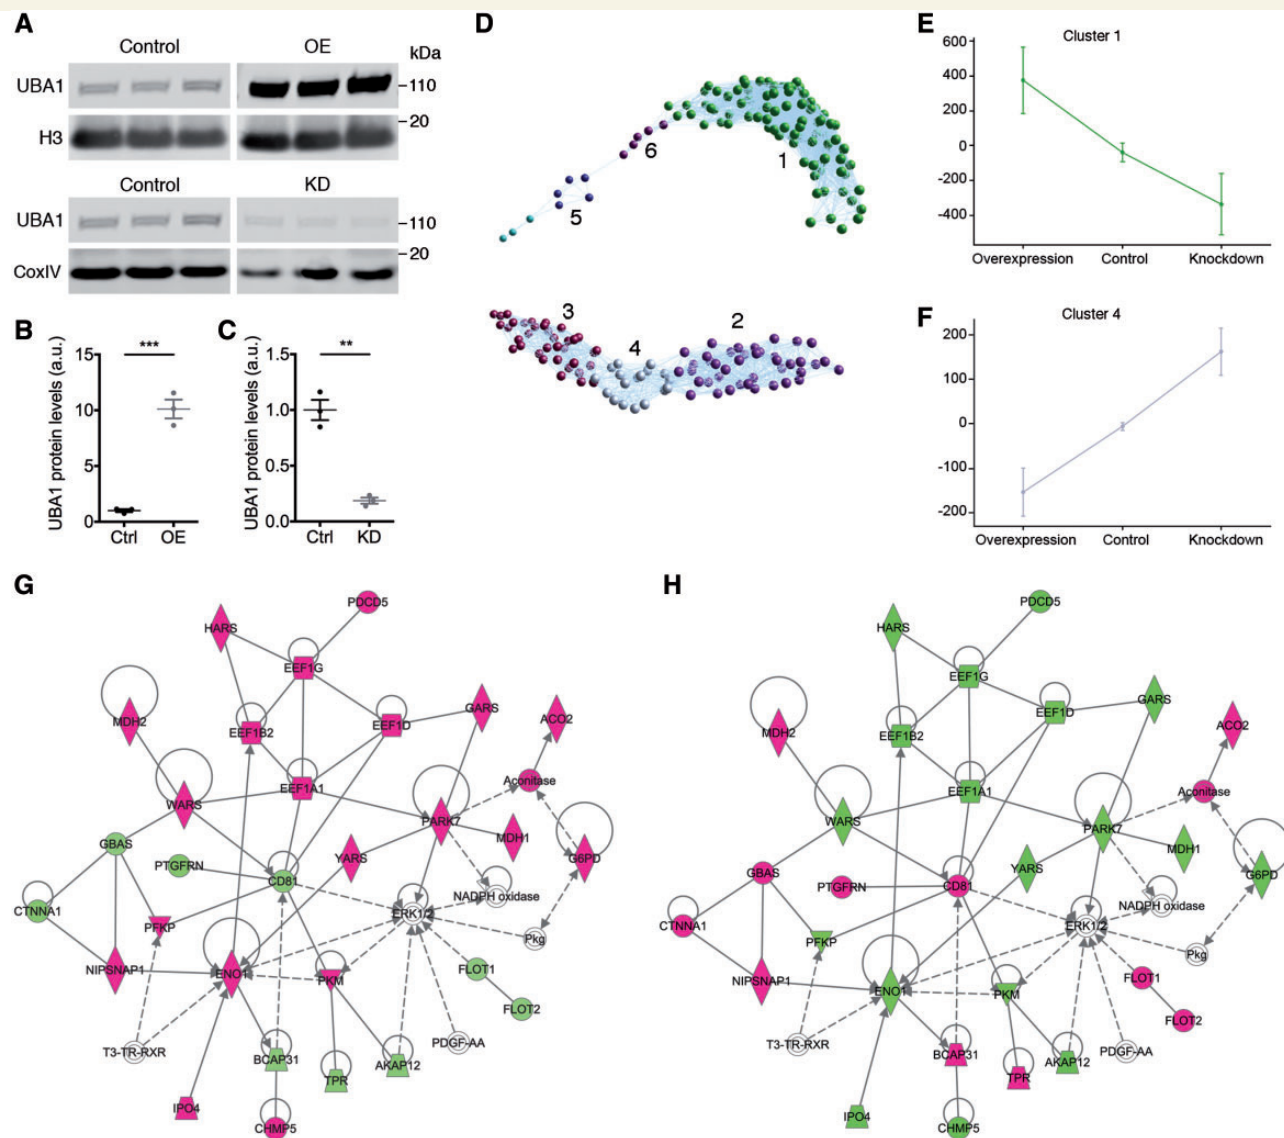 A
Control
OE
kDa
UBA1
110
20
H3
Control
KD
UBA1
110
20
CoxIV
B
***
UBA1 protein levels (a.u.)
15
10
5
0
Ctrl
OE
C
**
UBA1 protein levels (a.u.)
1.5
1.0
0.5
0.0
Ctrl
KD
D
1
6
5
3
4
2
E
Cluster 1
600
400
200
0
-200
-400
Overexpression
Control
Knockdown
F
Cluster 4
200
100
0
-100
-200
Overexpression
Control
Knockdown
G
PDCD5
HARS
EEF1G
MDH2
EEF1B2
EEF1D
GARS
ACO2
Aconitase
EEF1A1
WARS
PARK7
MDH1
GBAS
PTGFRN
YARS
G6PD
CD81
NADPH oxidase
CTNNA1
PFKP
ERK1/2
Pkg
NIPSNAP1
ENO1
PKM
FLOT1
FLOT2
T3-TR-RXR
BCAP31
TPR
AKAP12
PDGF-AA
IPO4
CHMP5
H
PDCD5
HARS
EEF1G
MDH2
EEF1B2
EEF1D
GARS
ACO2
Aconitase
EEF1A1
WARS
PARK7
MDH1
GBAS
PTGFRN
YARS
G6PD
CD81
NADPH oxidase
CTNNA1
PFKP
ERK1/2
Pkg
NIPSNAP1
ENO1
PKM
FLOT1
FLOT2
T3-TR-RXR
BCAP31
TPR
AKAP12
PDGF-AA
IPO4
CHMP5